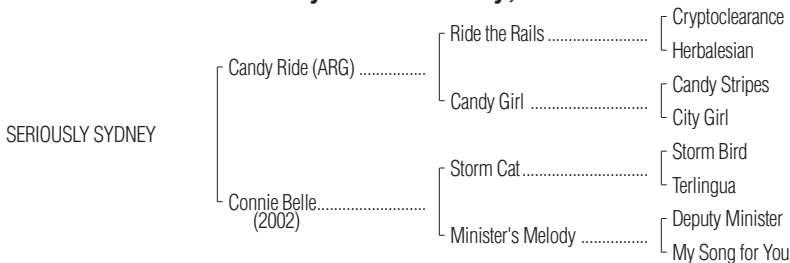 Cryptoclearance
Ride the Rails ..................
Herbalesian
Candy Ride (ARG) ................
Candy Stripes
Candy Girl .....................
City Girl
SERIOUSLY SYDNEY
Storm Bird
Storm Cat......................
Terlingua
Connie Belle..........................
(2002)
Deputy Minister
Minister's Melody ................
My Song for You